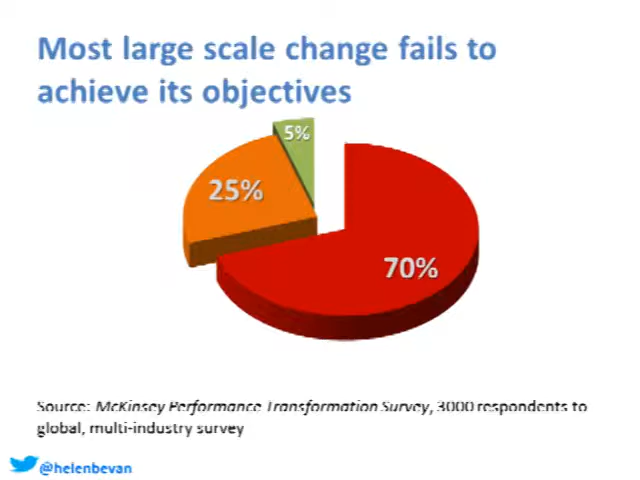 Most large scale change fails to
achieve its objectives
5%
25%
70%
Source: McKinsey Performance Transformation Survey, 3000 respondents to
global, multi-industry survey
@helenbevan